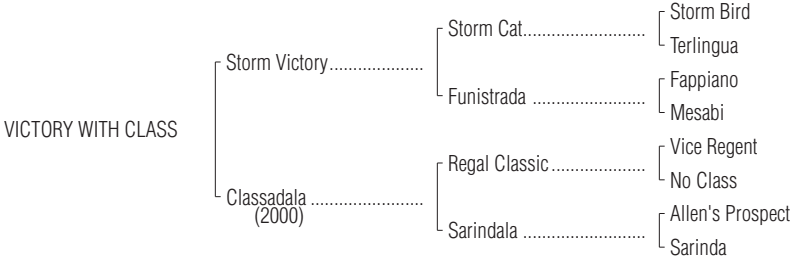 Storm Bird
Storm Cat..........................
Terlingua
Storm Victory....................
Fappiano
Funistrada ........................
Mesabi
VICTORY WITH CLASS
Vice Regent
Regal Classic....................
No Class
Classadala ........................
(2000)
Allen's Prospect
Sarindala ..........................
Sarinda